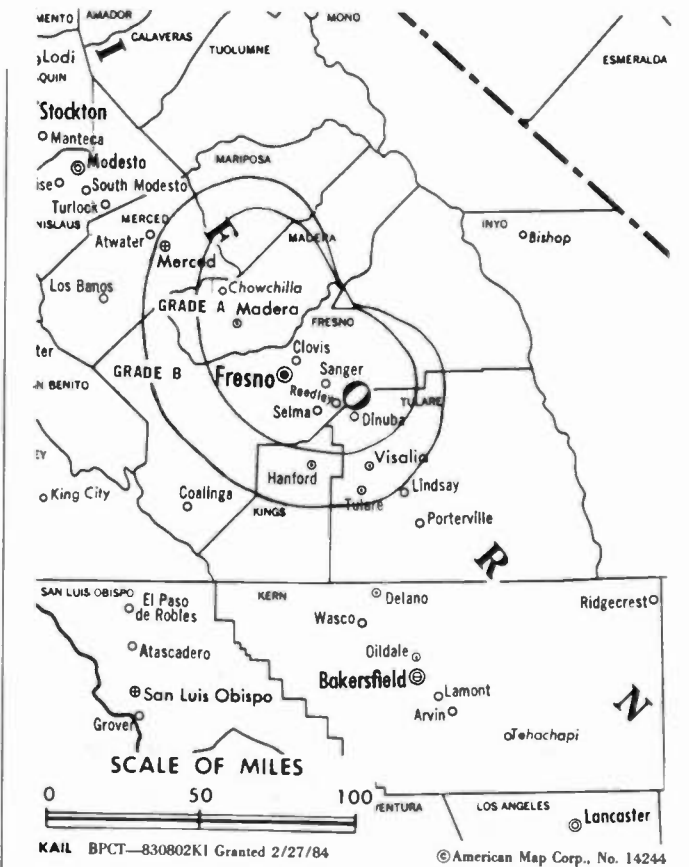 MENTO
AMADOR
MONO
CALAVERAS
I
TUOLUMNE
ESMERALDA
Lodi
QUIN
Stockton
Manteca
Modesto
MARIPOSA
South Modesto
Turlock
NISLAUS
MERCED
F
MADERA
INYO
Bishop
Atwater
Merced
Los Banos
Chowchilla
GRADE A
Madera
FRESNO
Clovis
ter
GRADE B
Fresno
Sanger
Reedley
TULARE
N BENITO
Selma
Dinuba
EY
Visalia
Hanford
King City
Coalinga
Lindsay
KINGS
Tulare
Porterville
R
SAN LUIS OBISPO
KERN
Delano
Ridgecrest
El Paso
de Robles
Wasco
Atascadero
Oildale
Bakersfield
San Luis Obispo
Lamont
N
Grover
Arvin
Tehachapi
SCALE OF MILES
0 50 100
VENTURA
LOS ANGELES
Lancaster
KAIL BPCT—830802KI Granted 2/27/84
©American Map Corp., No. 14244